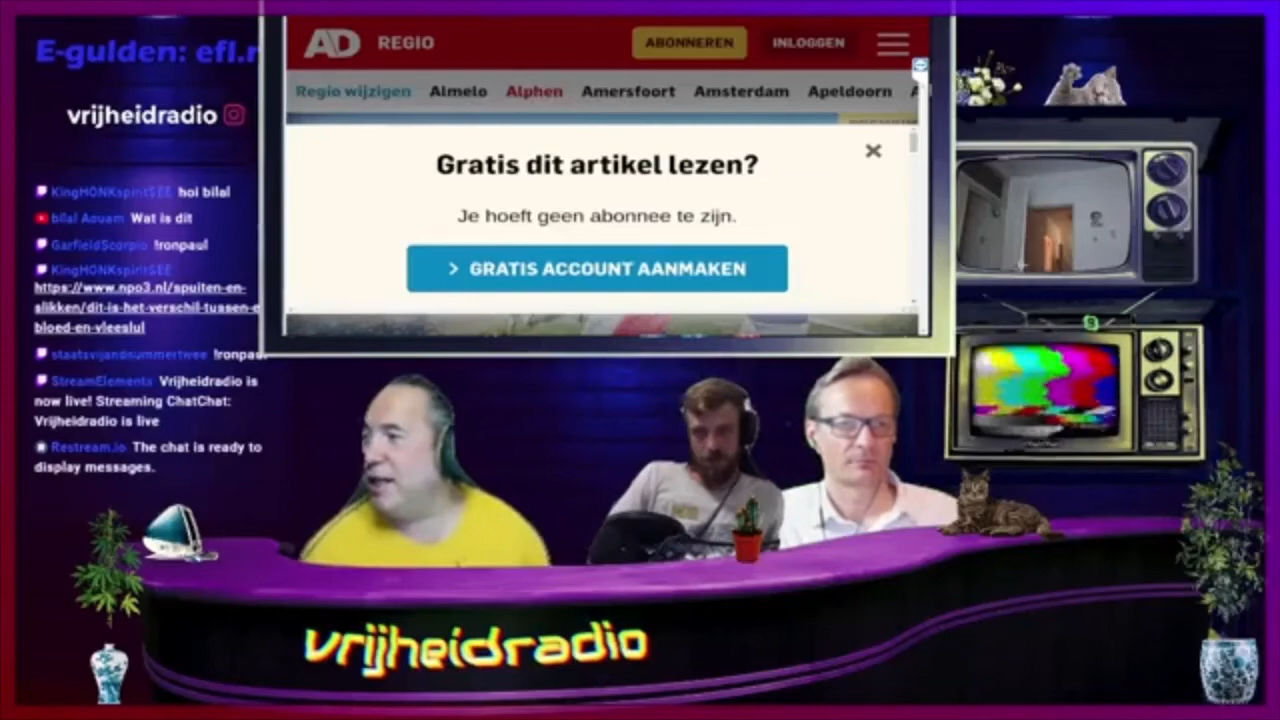 E-gulden: efl.
vrijheidradio
KingHONKspiritSEE hoi bilal
bilal Aouam Wat is dit
GarfieldScorpio !ronpaul
KingHONKspiritSEE
https://www.npo3.nl/spuiten-en-
slikken/dit-is-het-verschil-tussen-
bloed-en-vleeslul
staatsvijandnummertwee !ronpau
StreamElements Vrijheidradio is
now live! Streaming ChatChat:
Vrijheidradio is live
Restream.io The chat is ready to
display messages.
AD REGIO ABONNEREN INLOGGEN
Regio wijzigen Almelo Alphen Amersfoort Amsterdam Apeldoorn
Gratis dit artikel lezen?
Je hoeft geen abonnee te zijn.
> GRATIS ACCOUNT AANMAKEN
vrijheidradio